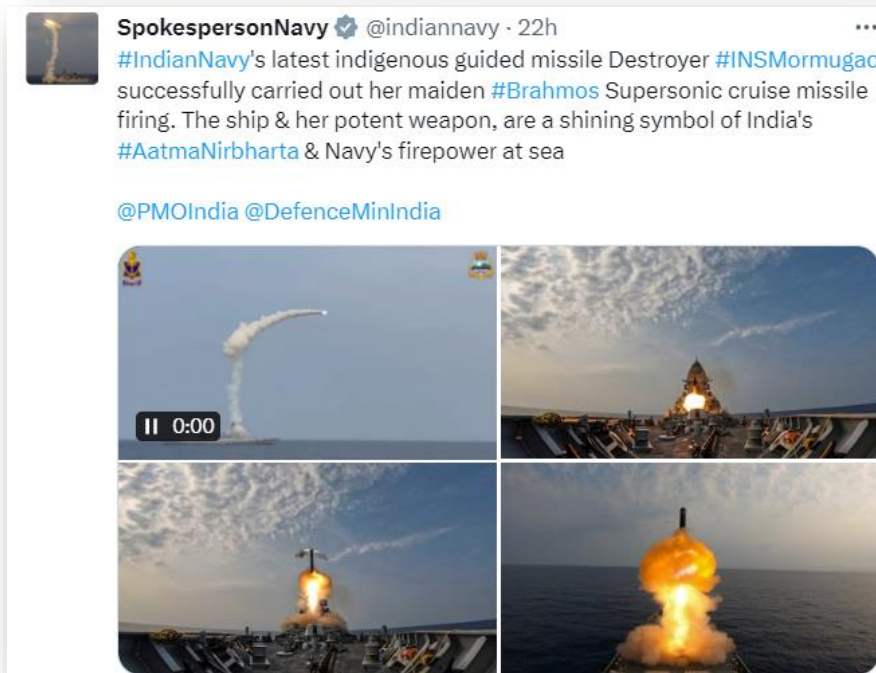 SpokespersonNavy @indiannavy · 22h
#IndianNavy's latest indigenous guided missile Destroyer #INSMormugao
successfully carried out her maiden #Brahmos Supersonic cruise missile
firing. The ship & her potent weapon, are a shining symbol of India's
#AatmaNirbharta & Navy's firepower at sea
@PMOIndia @DefenceMinIndia
0:00